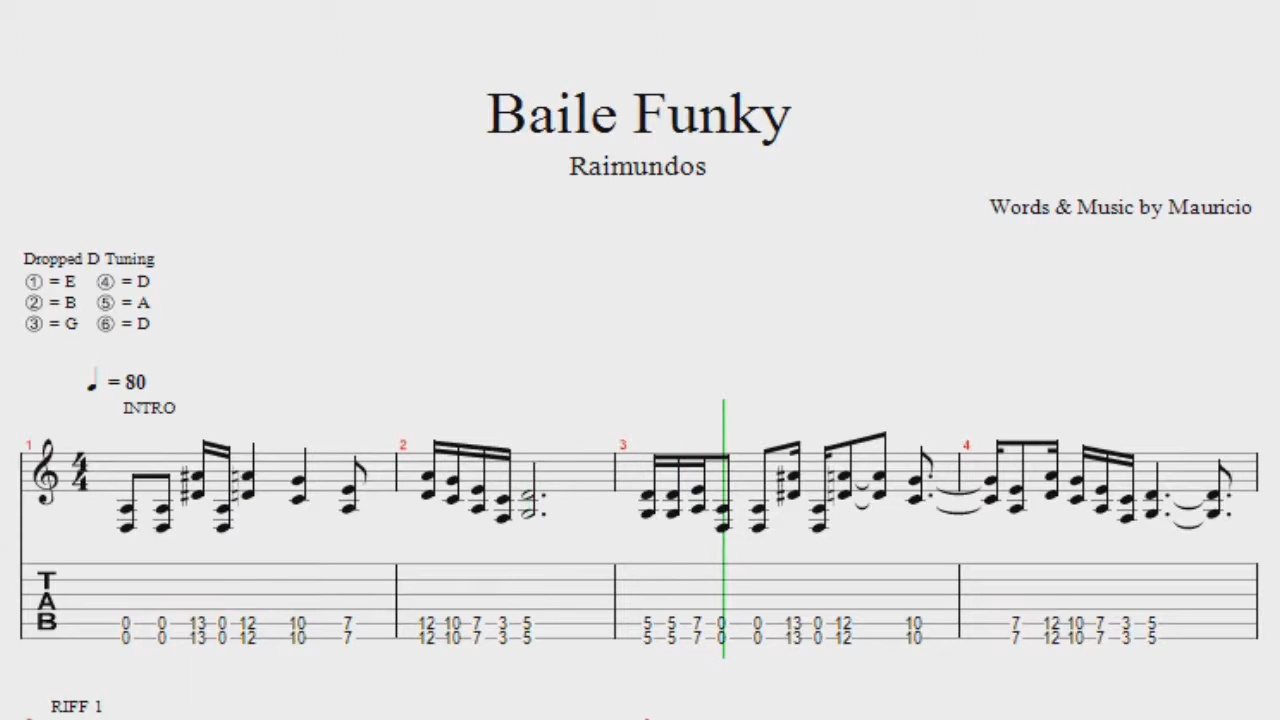 Baile Funky
Raimundos
Words & Music by Mauricio
Dropped D Tuning
① = E ④ = D
② = B ⑤ = A
③ = G ⑥ = D
♩ = 80
INTRO
1 2 3 4
4/4
T
A
B
0 0 13 0 12 10 7 12 10 7 3 5 5 5 7 0 0 13 0 12 10 7 12 10 7 3 5
0 0 13 0 12 10 7 12 10 7 3 5 5 5 7 0 0 13 0 12 10 7 12 10 7 3 5
RIFF 1